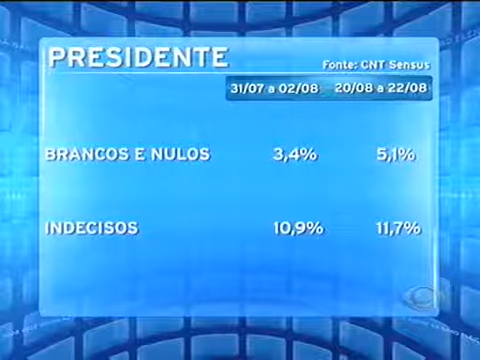 PRESIDENTE
Fonte: CNT Sensus
31/07 a 02/08 20/08 a 22/08
BRANCOS E NULOS 3,4% 5,1%
INDECISOS 10,9% 11,7%